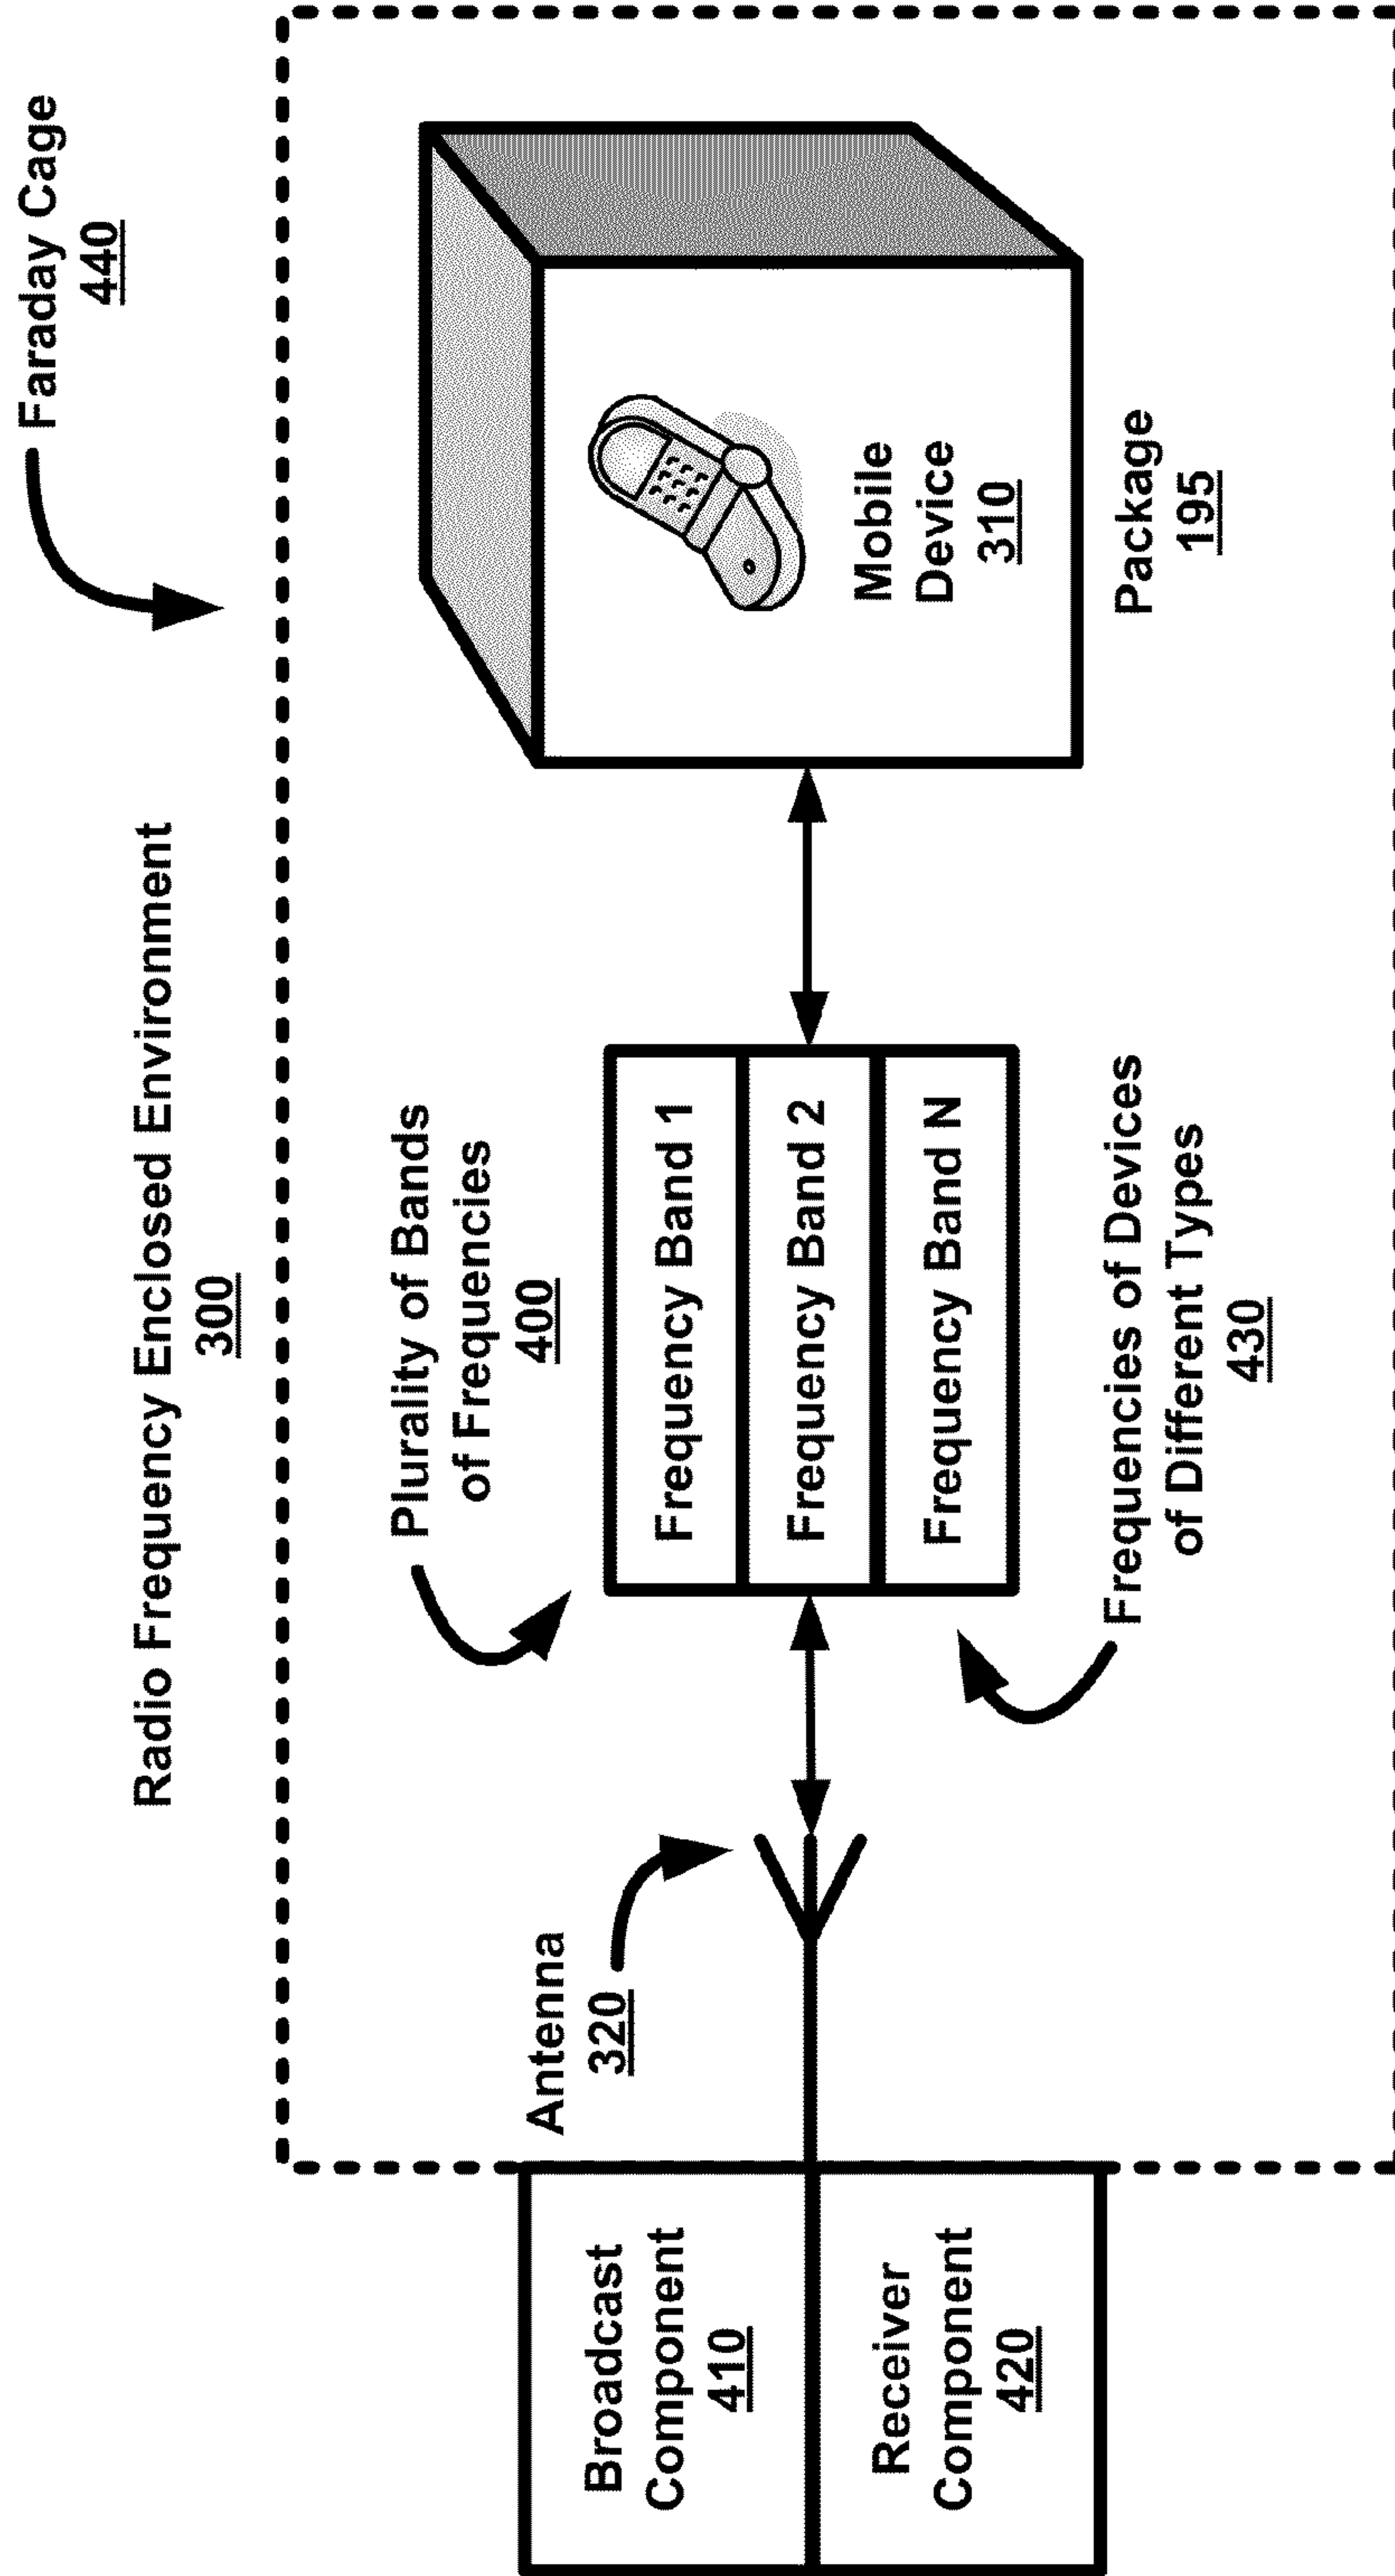 Faraday Cage
440
Radio Frequency Enclosed Environment
300
Plurality of Bands
of Frequencies
400
Antenna
320
Broadcast
Component
410
Receiver
Component
420
Frequency Band 1
Frequency Band 2
Frequency Band N
Frequencies of Devices
of Different Types
430
Mobile
Device
310
Package
195